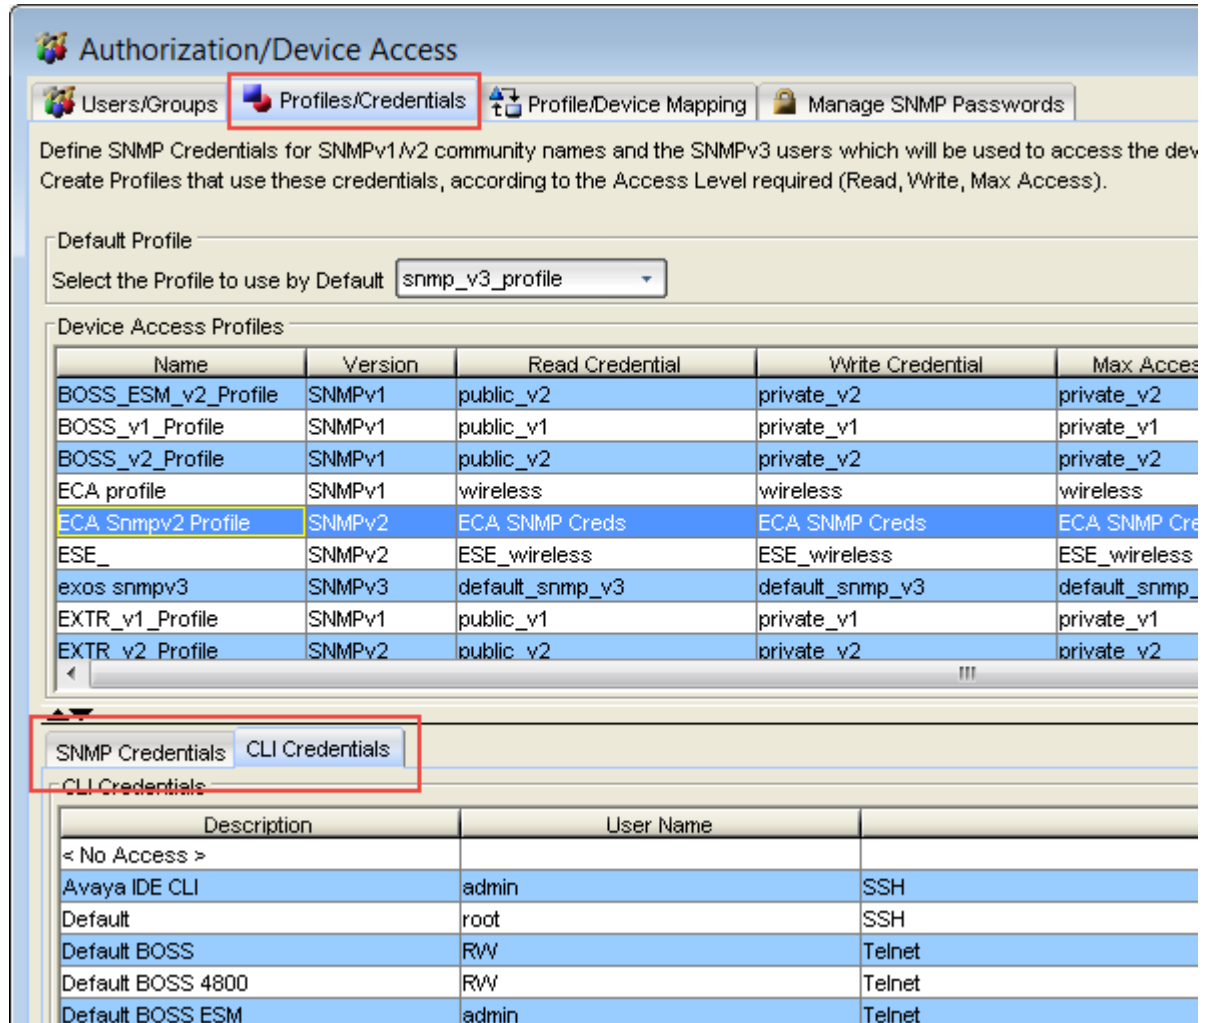 Authorization/Device Access
Users/Groups Profiles/Credentials Profile/Device Mapping Manage SNMP Passwords
Define SNMP Credentials for SNMPv1/v2 community names and the SNMPv3 users which will be used to access the dev
Create Profiles that use these credentials, according to the Access Level required (Read, Write, Max Access).
Default Profile
Select the Profile to use by Default snmp_v3_profile
Device Access Profiles
Name Version Read Credential Write Credential Max Acces
BOSS_ESM_v2_Profile SNMPv1 public_v2 private_v2 private_v2
BOSS_v1_Profile SNMPv1 public_v1 private_v1 private_v1
BOSS_v2_Profile SNMPv1 public_v2 private_v2 private_v2
ECA profile SNMPv1 wireless wireless wireless
ECA Snmpv2 Profile SNMPv2 ECA SNMP Creds ECA SNMP Creds ECA SNMP Cre
ESE_ SNMPv2 ESE_wireless ESE_wireless ESE_wireless
exos snmpv3 SNMPv3 default_snmp_v3 default_snmp_v3 default_snmp_
EXTR_v1_Profile SNMPv1 public_v1 private_v1 private_v1
EXTR_v2_Profile SNMPv2 public_v2 private_v2 private_v2
SNMP Credentials CLI Credentials
CLI Credentials
Description User Name
< No Access >
Avaya IDE CLI admin SSH
Default root SSH
Default BOSS RW Telnet
Default BOSS 4800 RW Telnet
Default BOSS ESM admin Telnet